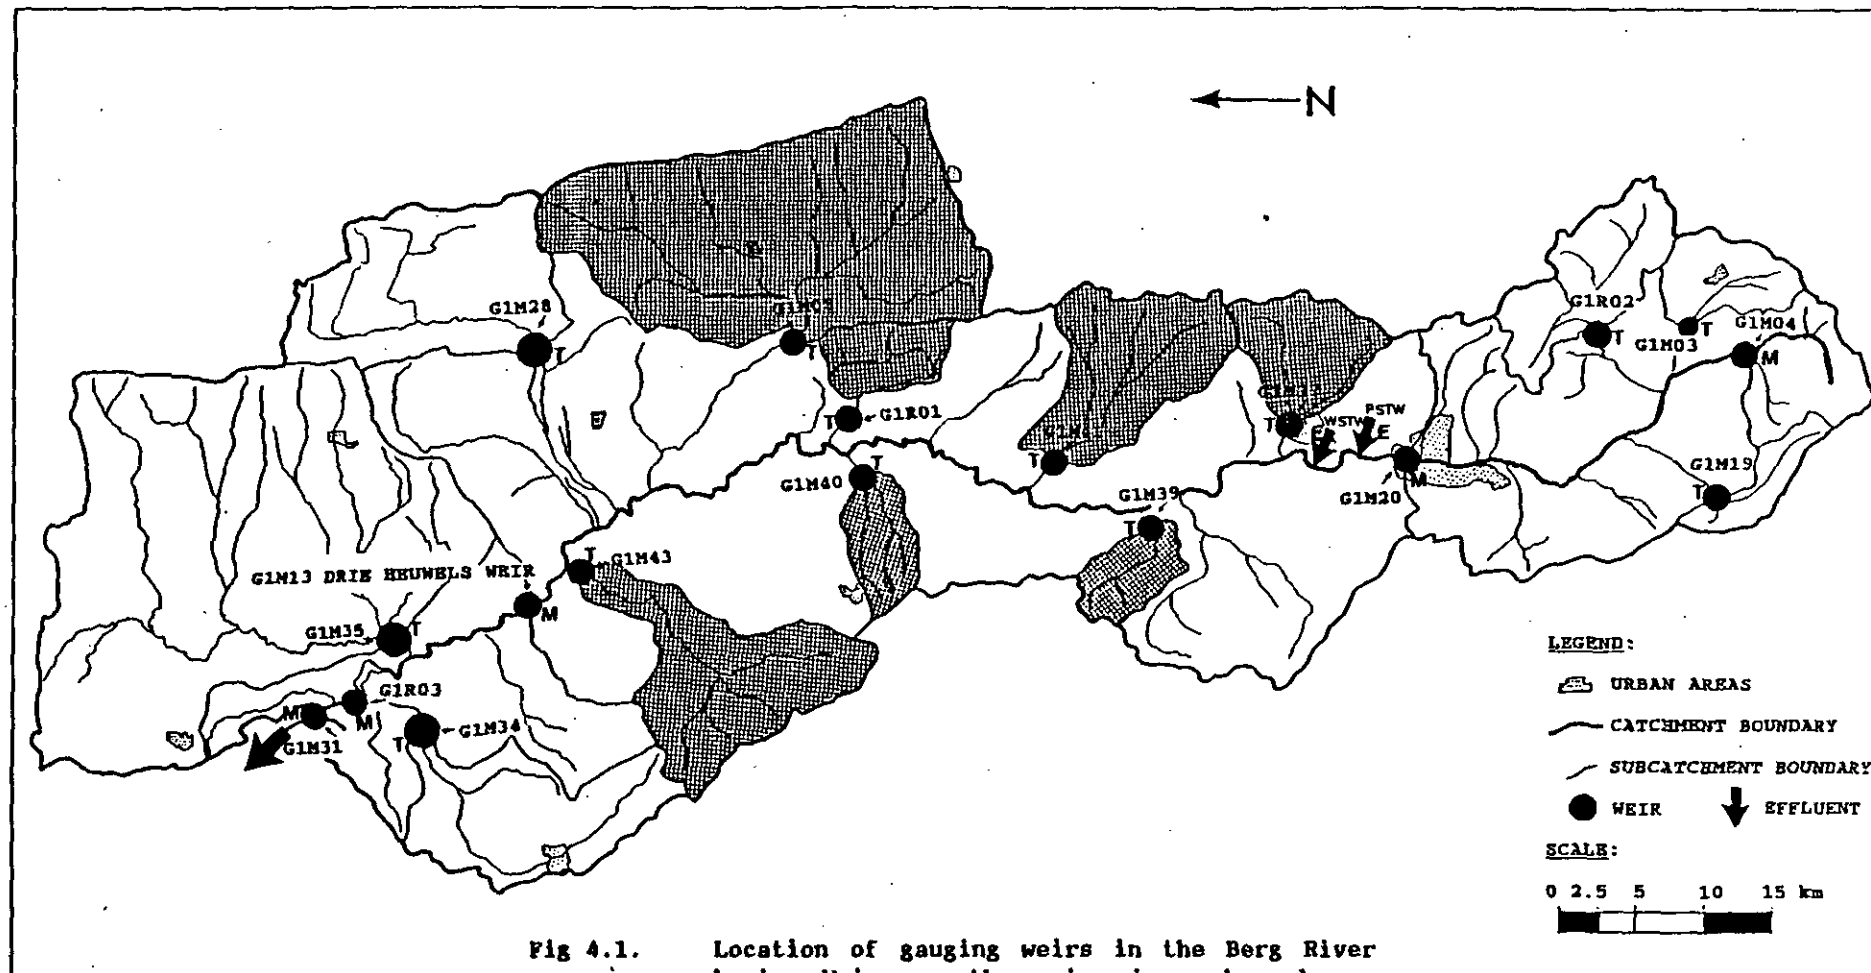 N
G1M28
T
T
G1R02
T
G1M03
T
G1M04
M
T
G1R01
T
WSTW
PSTW
E
T
G1M40
T
G1M39
T
G1M20
M
G1M19
T
T
G1M43
G1M13 DRIE HEUWELS WEIR
M
G1M35
T
G1R03
M
M
G1M31
G1M34
T
LEGEND:
URBAN AREAS
CATCHMENT BOUNDARY
SUBCATCHMENT BOUNDARY
WEIR
EFFLUENT
SCALE:
0 2.5 5 10 15 km
Fig 4.1. Location of gauging weirs in the Berg River